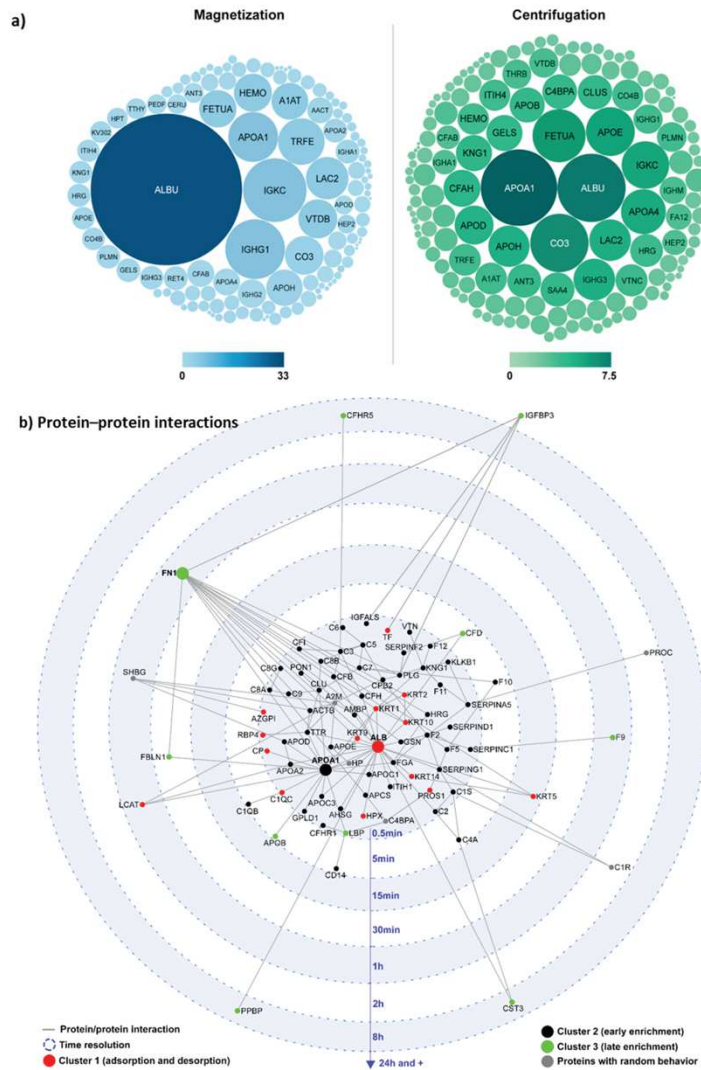 a)
Magnetization
Centrifugation
ANT3
CERU
PEDF
TTHY
HPT
KV302
ITIH4
KNG1
HRG
APOE
CO4B
PLMN
GELS
IGHG3
RET4
CFAB
APOA4
IGHG2
APOH
ALBU
FETUA
HEMO
A1AT
AACT
APOA2
IGHA1
APOA1
TRFE
IGKC
LAC2
APOD
HEP2
VTDB
IGHG1
CO3
VTDB
THRB
C4BPA
CLUS
CO4B
ITIH4
APOB
IGHG1
HEMO
GELS
FETUA
APOE
PLMN
CFAB
KNG1
IGHA1
IGKC
CFAH
APOA1
ALBU
IGHM
APOD
APOA4
FA12
CO3
APOH
LAC2
HRG
HEP2
TRFE
A1AT
ANT3
SAA4
IGHG3
VTNC
0
33
0
7.5
b) Protein–protein interactions
CFHR5
IGFBP3
FN1
IGFALS
VTN
C6
TF
CFD
CFI
C3
C5
SERPINF2
F12
C8G
PON1
C8B
C7
PLG
KNG1
KLKB1
CLU
CFB
CPB2
F11
F10
PROC
SHBG
C8A
C9
A2M
CFH
KRT2
SERPINA5
AZGPI
ACTB
AMBP
KRT1
HRG
RBP4
TTR
KRT9
KRT10
SERPIND1
F9
CP
APOD
APOE
ALB
GSN
F2
F5
SERPINC1
FBLN1
APOA1
HP
FGA
SERPING1
APOA2
APOC1
KRT14
C1S
LCAT
C1QC
APCS
ITIH1
PROS1
KRT5
C1QB
APOC3
GPLD1
AHSG
HPX
C4BPA
C2
APOB
CFHR1
LBP
0.5min
C4A
CD14
5min
C1R
15min
30min
1h
2h
8h
24h and +
PPBP
CST3
Protein/protein interaction
Time resolution
Cluster 1 (adsorption and desorption)
Cluster 2 (early enrichment)
Cluster 3 (late enrichment)
Proteins with random behavior